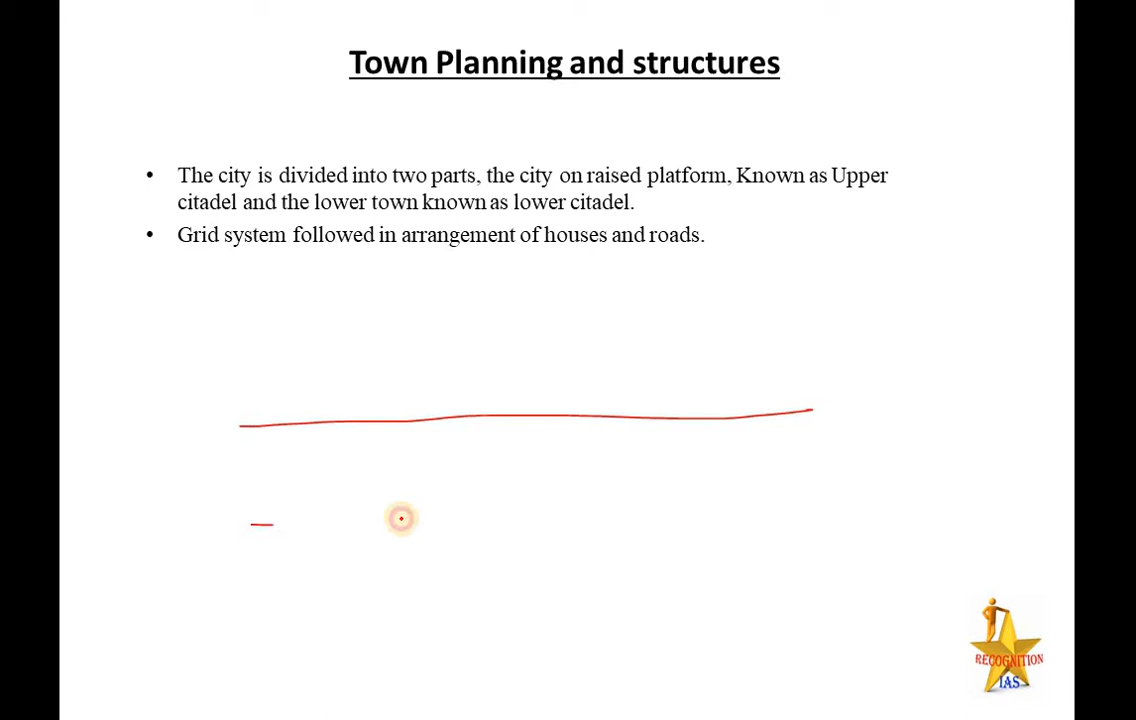 Town Planning and structures
• The city is divided into two parts, the city on raised platform, Known as Upper
citadel and the lower town known as lower citadel.
• Grid system followed in arrangement of houses and roads.
RECOGNITION
IAS